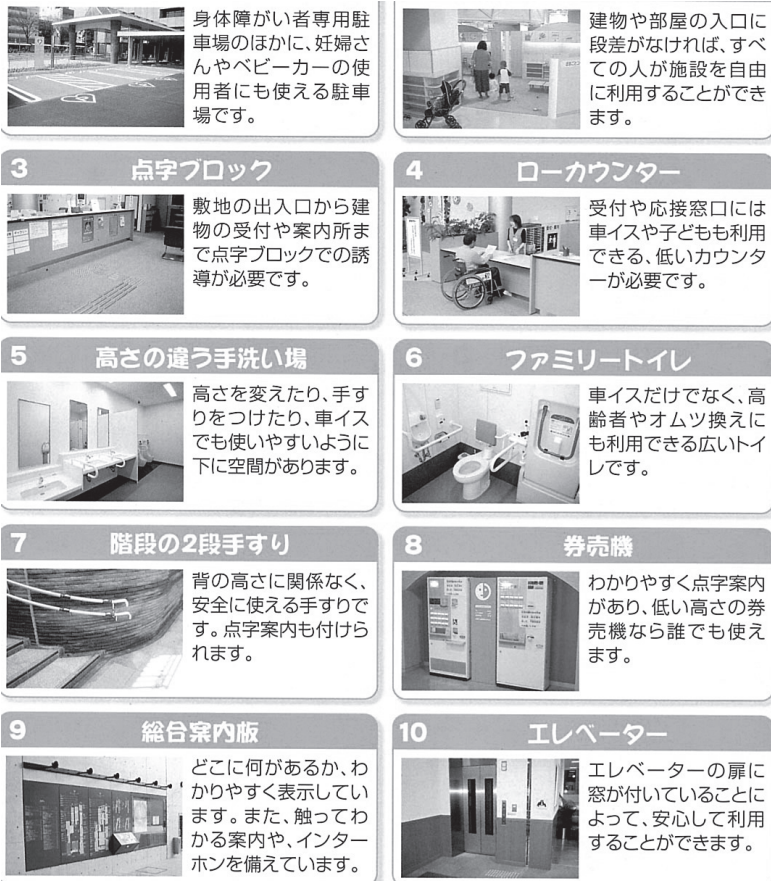 身体障がい者専用駐
車場のほかに、妊婦さ
んやベビーカーの使
用者にも使える駐車
場です。
建物や部屋の入口に
段差がなければ、すべ
ての人が施設を自由
に利用することができ
ます。
3 点字ブロック
敷地の出入口から建
物の受付や案内所ま
で点字ブロックでの誘
導が必要です。
4 ローカウンター
受付や応接窓口には
車イスや子どもも利用
できる、低いカウンタ
ーが必要です。
5 高さの違う手洗い場
高さを変えたり、手す
りをつけたり、車イス
でも使いやすいように
下に空間があります。
6 ファミリートイレ
車イスだけでなく、高
齢者やオムツ換えに
も利用できる広いトイ
レです。
7 階段の2段手すり
背の高さに関係なく、
安全に使える手すりで
す。点字案内も付けら
れます。
8 券売機
わかりやすく点字案内
があり、低い高さの券
売機なら誰でも使え
ます。
9 総合案内板
どこに何があるか、わ
かりやすく表示してい
ます。また、触ってわ
かる案内や、インター
ホンを備えています。
10 エレベーター
エレベーターの扉に
窓が付いていることに
よって、安心して利用
することができます。